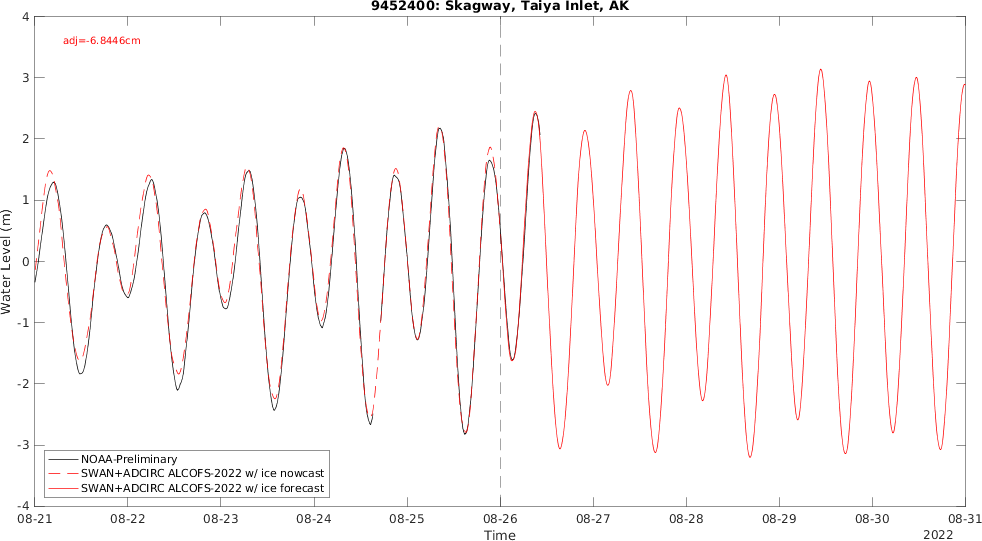 9452400: Skagway, Taiya Inlet, AK
adj=-6.8446cm
Water Level (m)
4
3
2
1
0
-1
-2
-3
-4
NOAA-Preliminary
SWAN+ADCIRC ALCOFS-2022 w/ ice nowcast
SWAN+ADCIRC ALCOFS-2022 w/ ice forecast
08-21 08-22 08-23 08-24 08-25 08-26 08-27 08-28 08-29 08-30 08-31
Time
2022